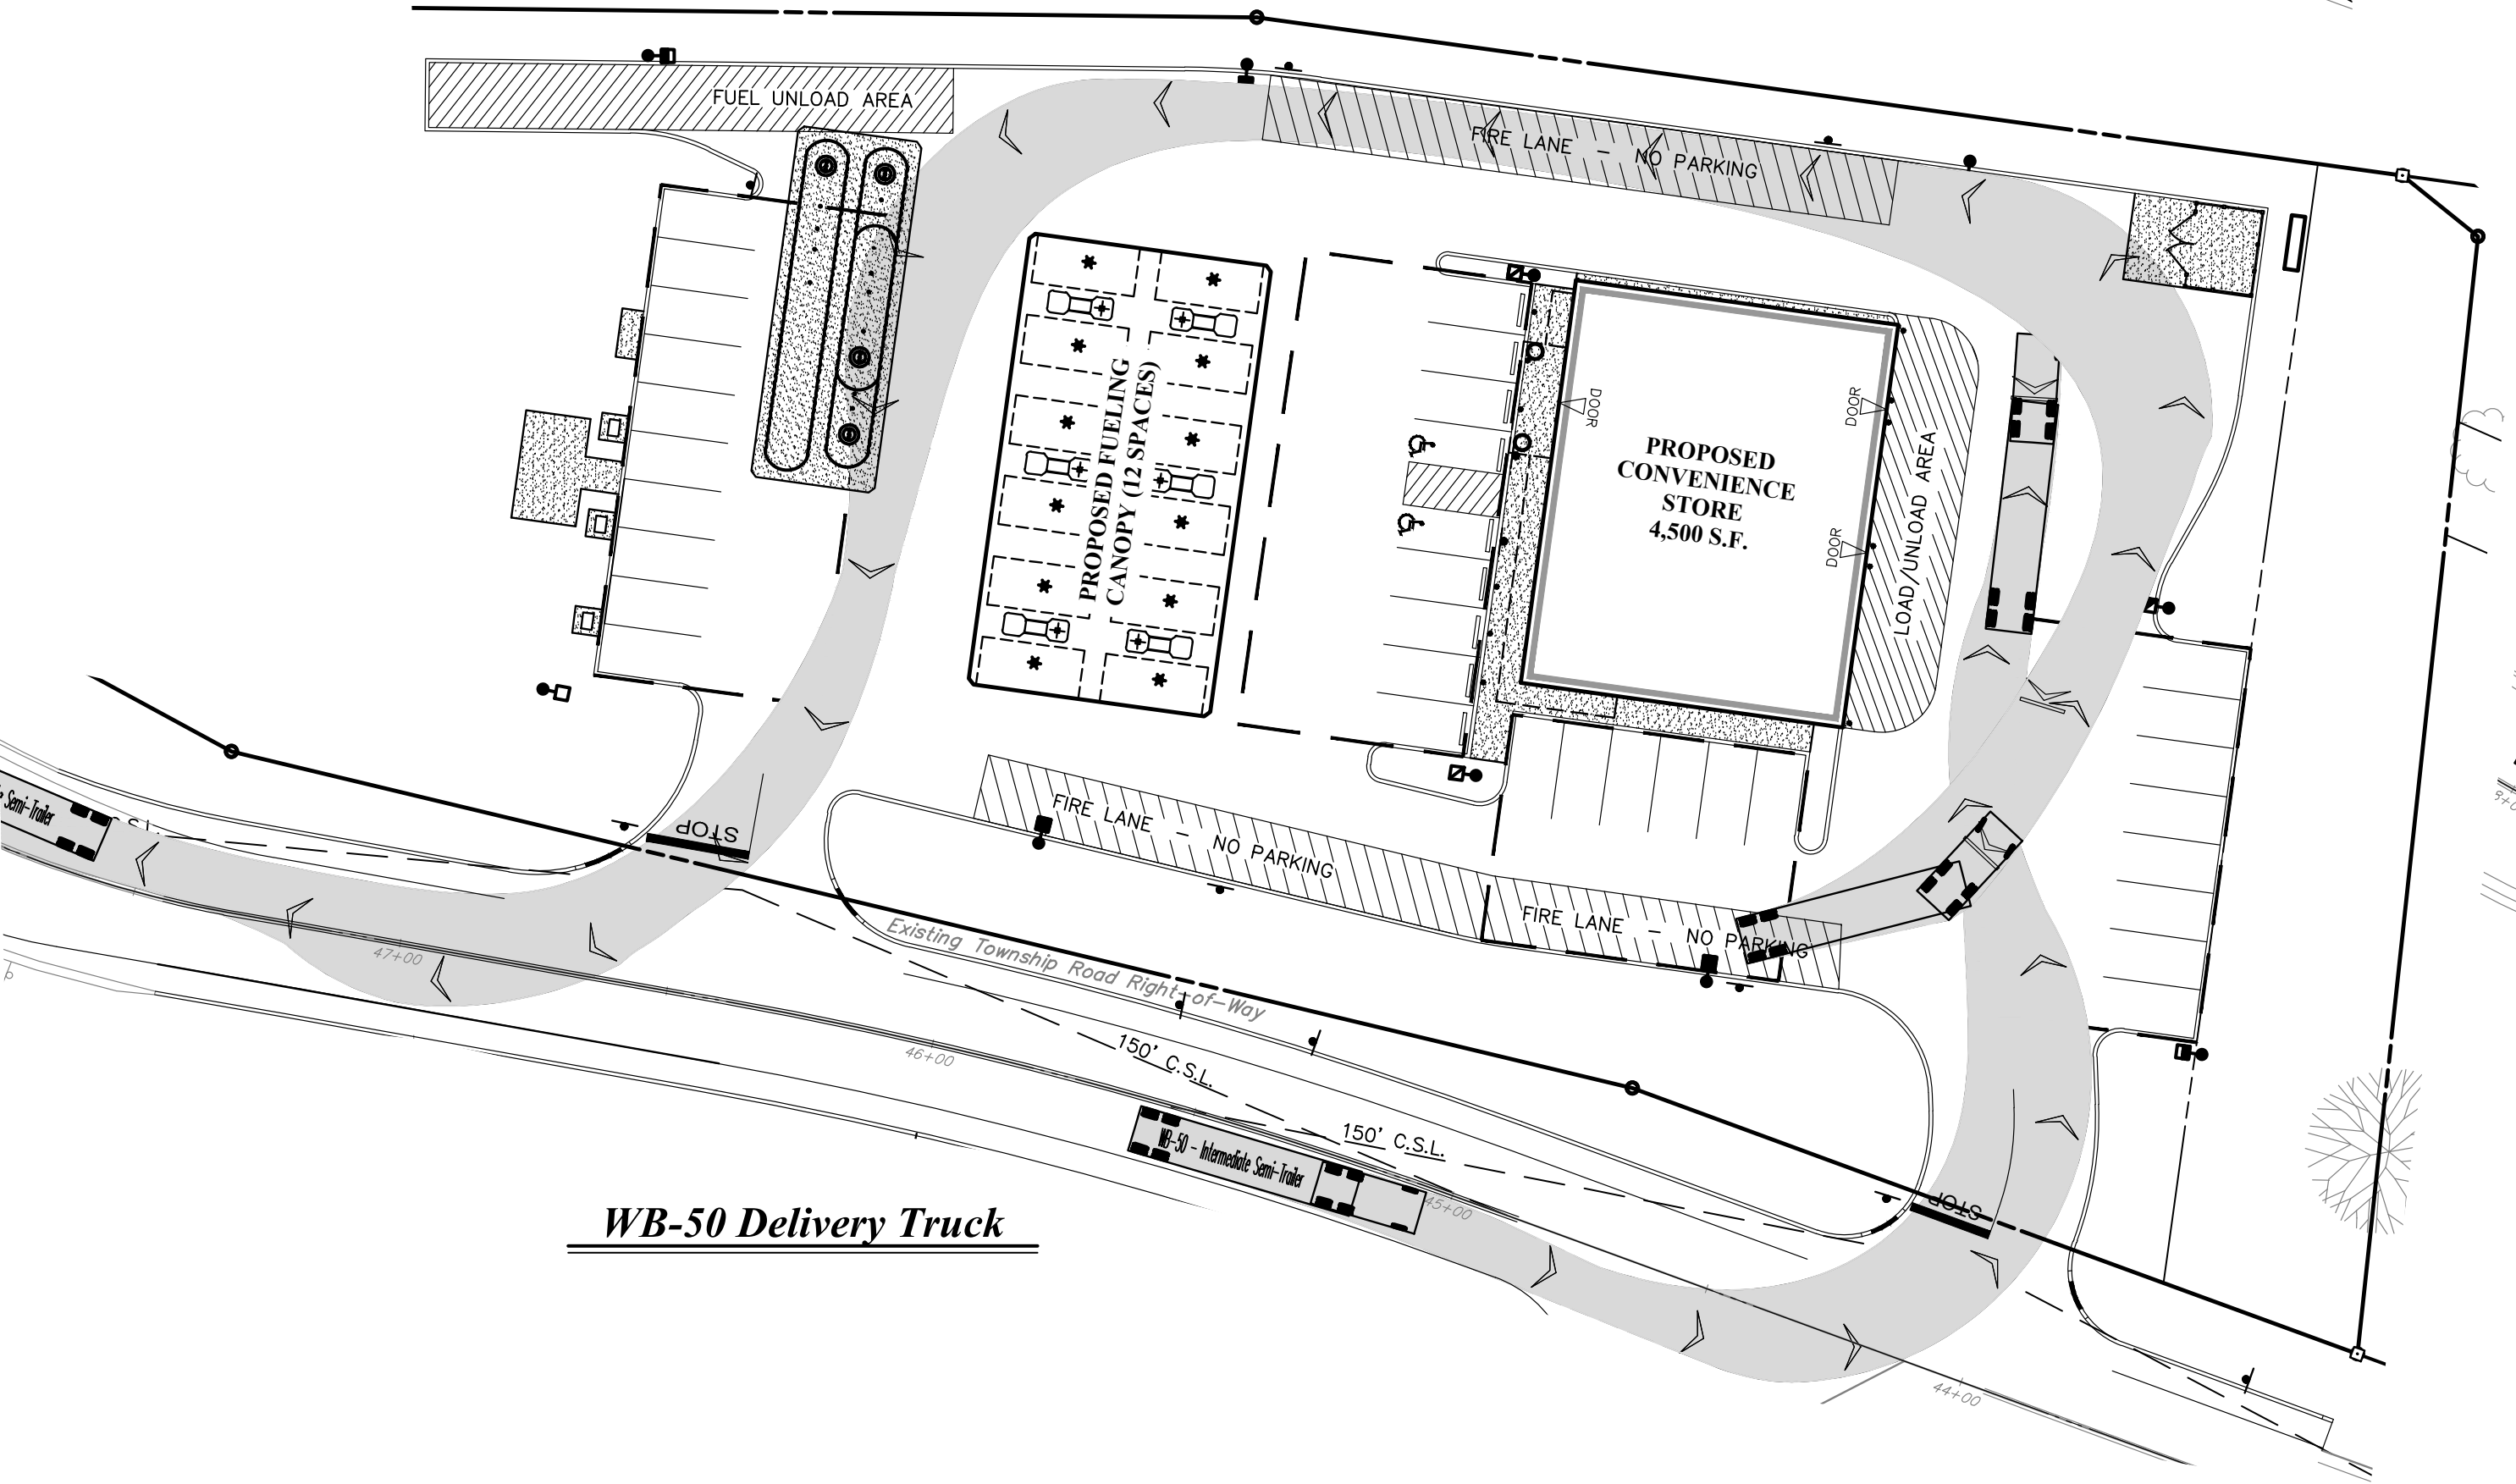 FUEL UNLOAD AREA
FIRE LANE - NO PARKING
PROPOSED FUELING
CANOPY (12 SPACES)
DOOR
PROPOSED
CONVENIENCE
STORE
4,500 S.F.
DOOR
DOOR
LOAD/UNLOAD AREA
Semi-Trailer
C.S.L.
STOP
FIRE LANE - NO PARKING
FIRE LANE - NO PARKING
Existing Township Road Right-of-Way
47+00
46+00
150' C.S.L.
150' C.S.L.
WB-50 - Intermediate Semi-Trailer
45+00
STOP
44+00
WB-50 Delivery Truck